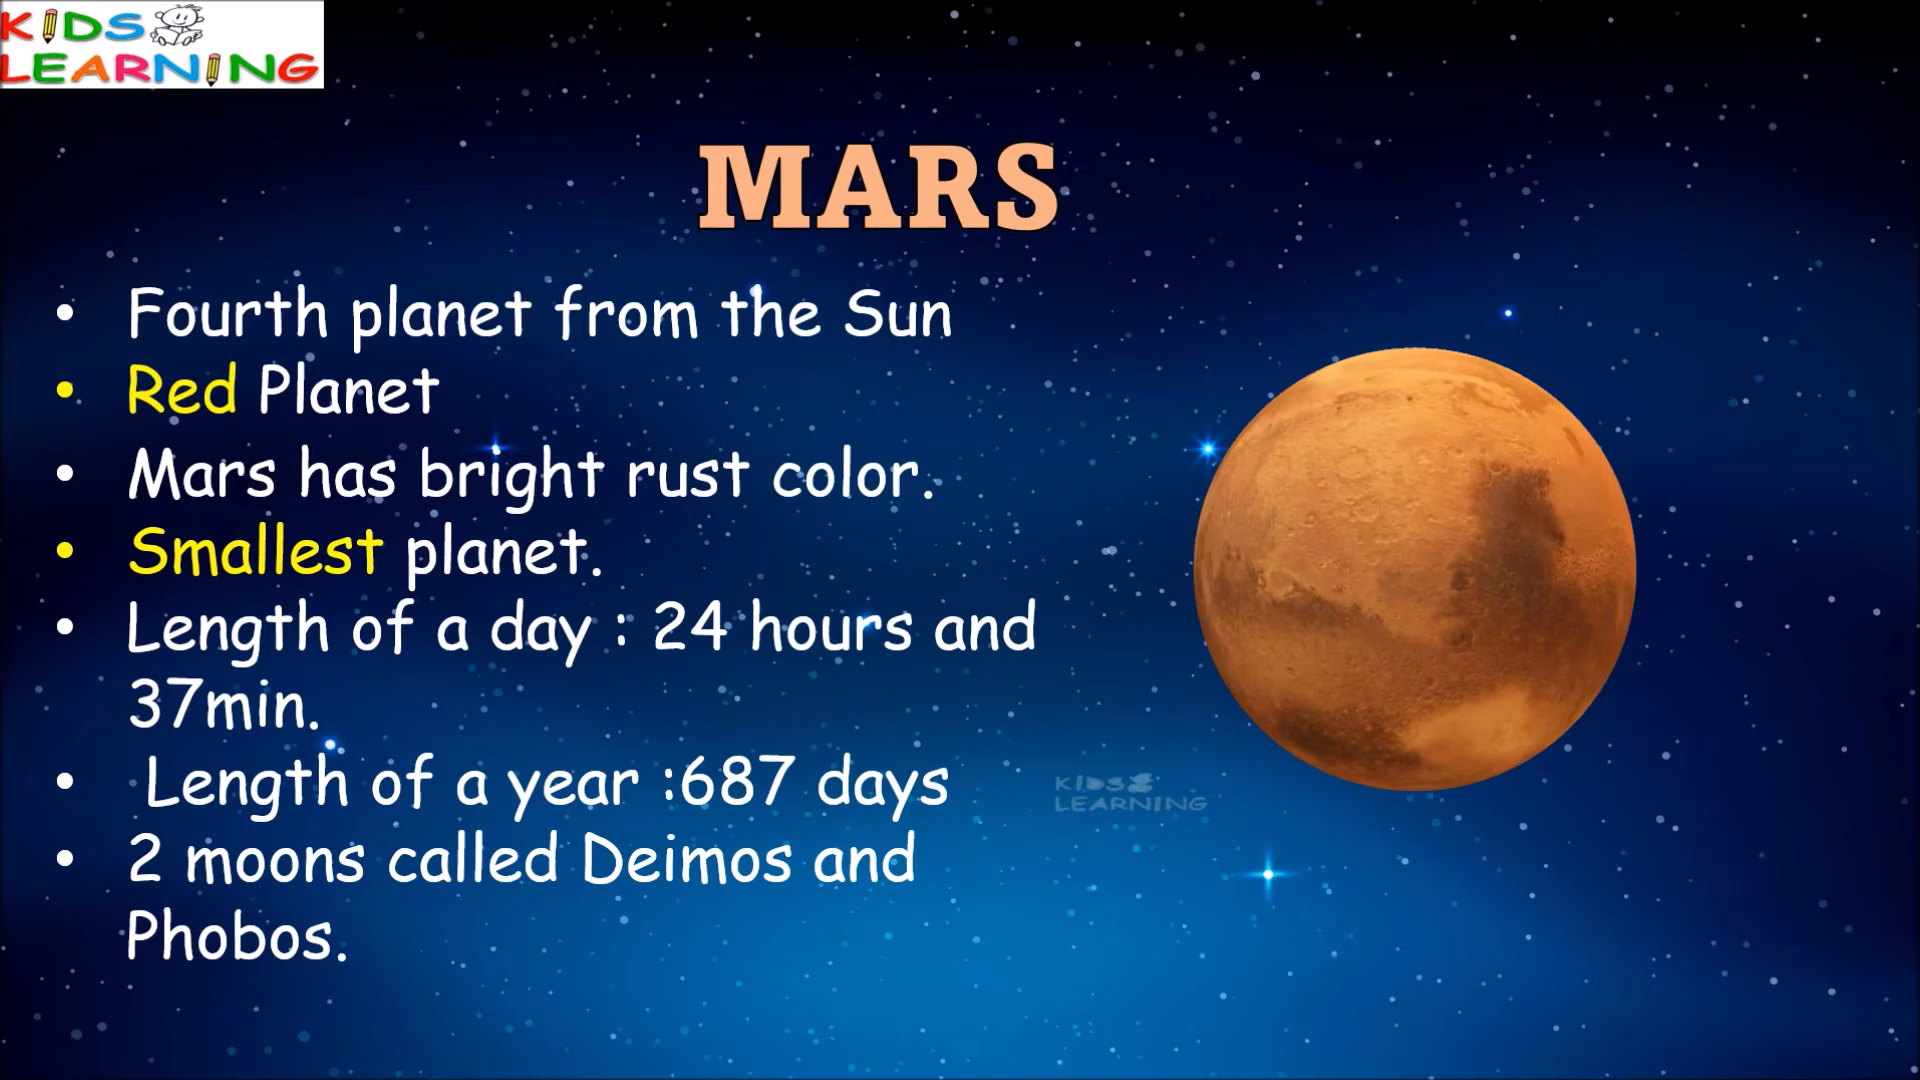 KIDS
LEARNING
MARS
• Fourth planet from the Sun
• Red Planet
• Mars has bright rust color.
• Smallest planet.
• Length of a day : 24 hours and
37min.
• Length of a year :687 days
• 2 moons called Deimos and
Phobos.
KIDS
LEARNING